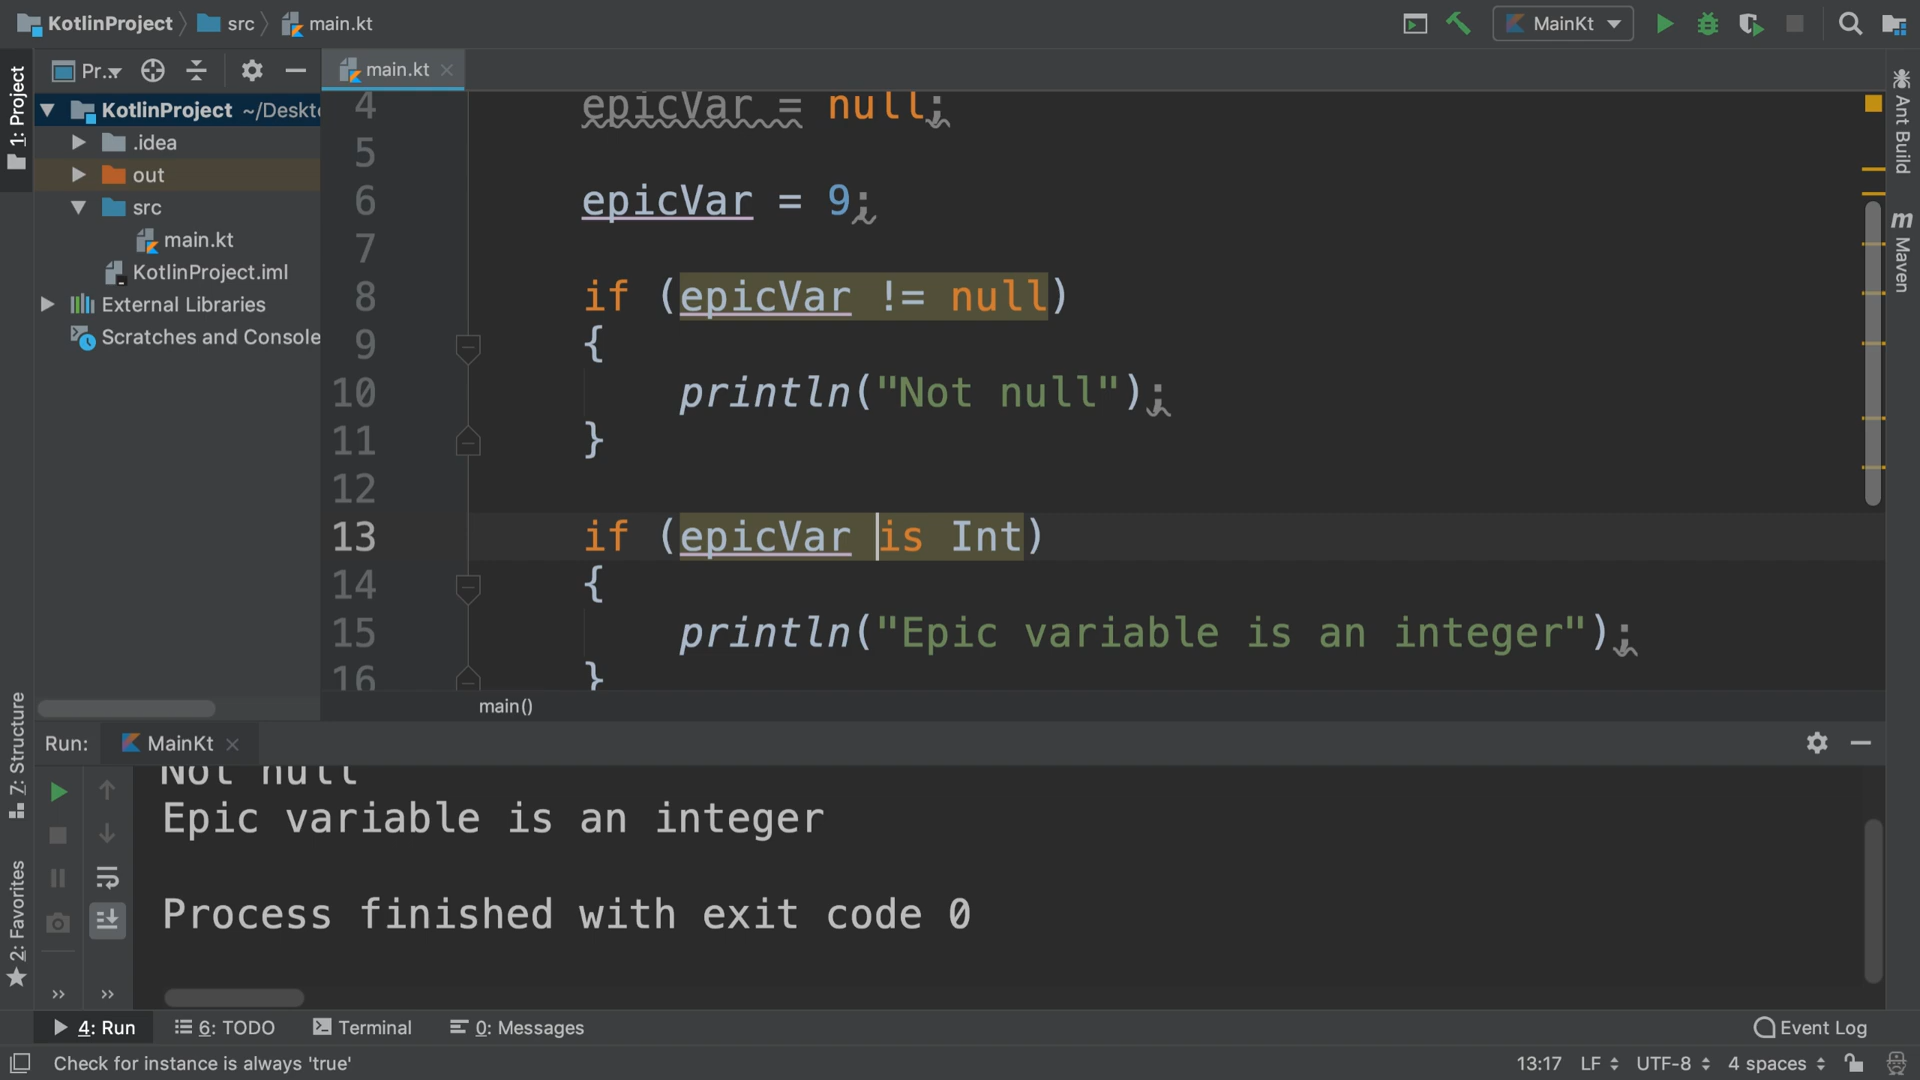 KotlinProject src main.kt
MainKt
1: Project
Pr...
main.kt
KotlinProject ~/Deskt
.idea
out
src
main.kt
KotlinProject.iml
External Libraries
Scratches and Console
4 epicVar = null;
5
6 epicVar = 9;
7
8 if (epicVar != null)
9 {
10 println("Not null");
11 }
12
13 if (epicVar is Int)
14 {
15 println("Epic variable is an integer");
16 }
main()
Ant Build
m Maven
7: Structure
2: Favorites
Run: MainKt
Not null
Epic variable is an integer
Process finished with exit code 0
4: Run 6: TODO Terminal 0: Messages Event Log
Check for instance is always 'true' 13:17 LF UTF-8 4 spaces